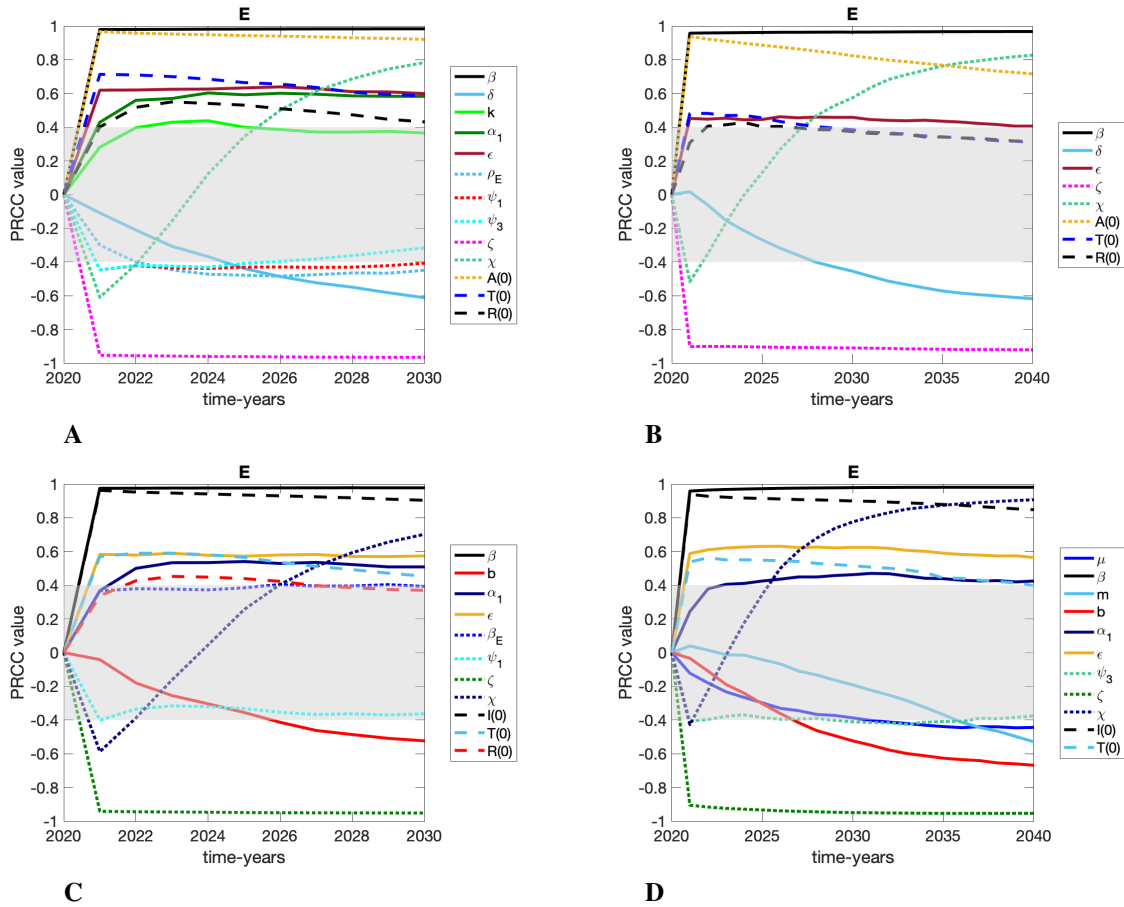 E
PRCC value
1
0.8
0.6
0.4
0.2
0
-0.2
-0.4
-0.6
-0.8
-1
2020
2022
2024
2026
2028
2030
time-years
β
δ
k
α₁
ϵ
ρ_E
ψ₁
ψ₃
ζ
χ
A(0)
T(0)
R(0)
A
E
PRCC value
1
0.8
0.6
0.4
0.2
0
-0.2
-0.4
-0.6
-0.8
-1
2020
2025
2030
2035
2040
time-years
β
δ
ϵ
ζ
χ
A(0)
T(0)
R(0)
B
E
PRCC value
1
0.8
0.6
0.4
0.2
0
-0.2
-0.4
-0.6
-0.8
-1
2020
2022
2024
2026
2028
2030
time-years
β
b
α₁
ϵ
β_E
ψ₁
ζ
χ
I(0)
T(0)
R(0)
C
E
PRCC value
1
0.8
0.6
0.4
0.2
0
-0.2
-0.4
-0.6
-0.8
-1
2020
2025
2030
2035
2040
time-years
μ
β
m
b
α₁
ϵ
ψ₃
ζ
χ
I(0)
T(0)
D